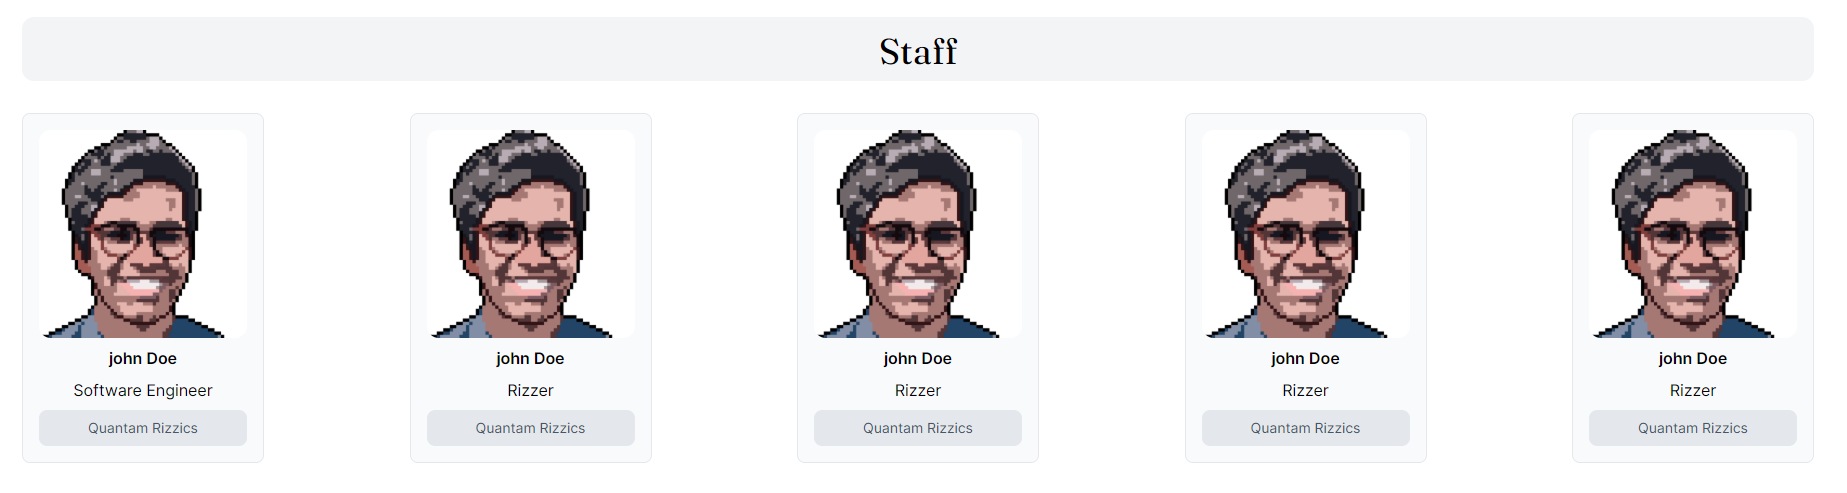 Staff
john Doe
Software Engineer
Quantam Rizzics
john Doe
Rizzer
Quantam Rizzics
john Doe
Rizzer
Quantam Rizzics
john Doe
Rizzer
Quantam Rizzics
john Doe
Rizzer
Quantam Rizzics